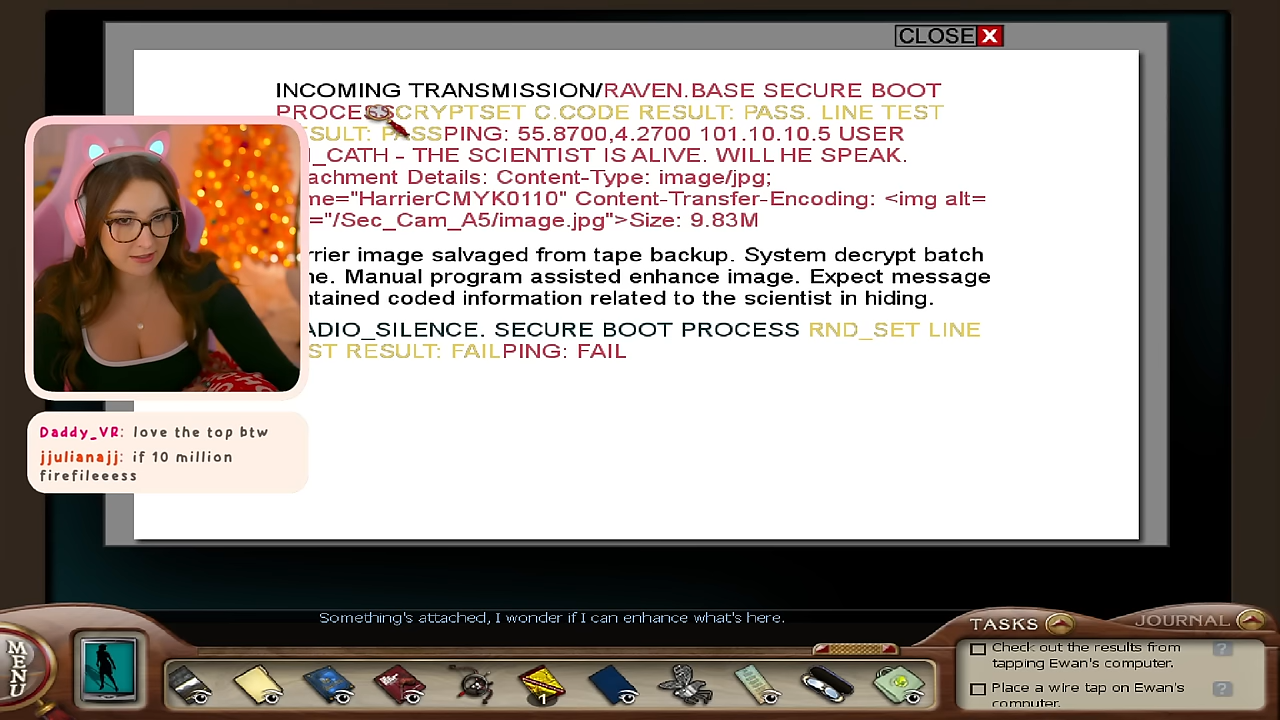 CLOSE X
INCOMING TRANSMISSION/RAVEN.BASE SECURE BOOT
PROCESSCRYPTSET C.CODE RESULT: PASS. LINE TEST
ESULT: PASSPING: 55.8700,4.2700 101.10.10.5 USER
_CATH - THE SCIENTIST IS ALIVE. WILL HE SPEAK.
achment Details: Content-Type: image/jpg;
me="HarrierCMYK0110" Content-Transfer-Encoding: <img alt=
="/Sec_Cam_A5/image.jpg">Size: 9.83M
rrier image salvaged from tape backup. System decrypt batch
ne. Manual program assisted enhance image. Expect message
ntained coded information related to the scientist in hiding.
ADIO_SILENCE. SECURE BOOT PROCESS RND_SET LINE
ST RESULT: FAILPING: FAIL
Daddy_VR: love the top btw
jjulianajj: if 10 million
firefileeess
Something's attached, I wonder if I can enhance what's here.
MENU
1
TASKS
JOURNAL
Check out the results from
tapping Ewan's computer.
?
Place a wire tap on Ewan's
computer.
?